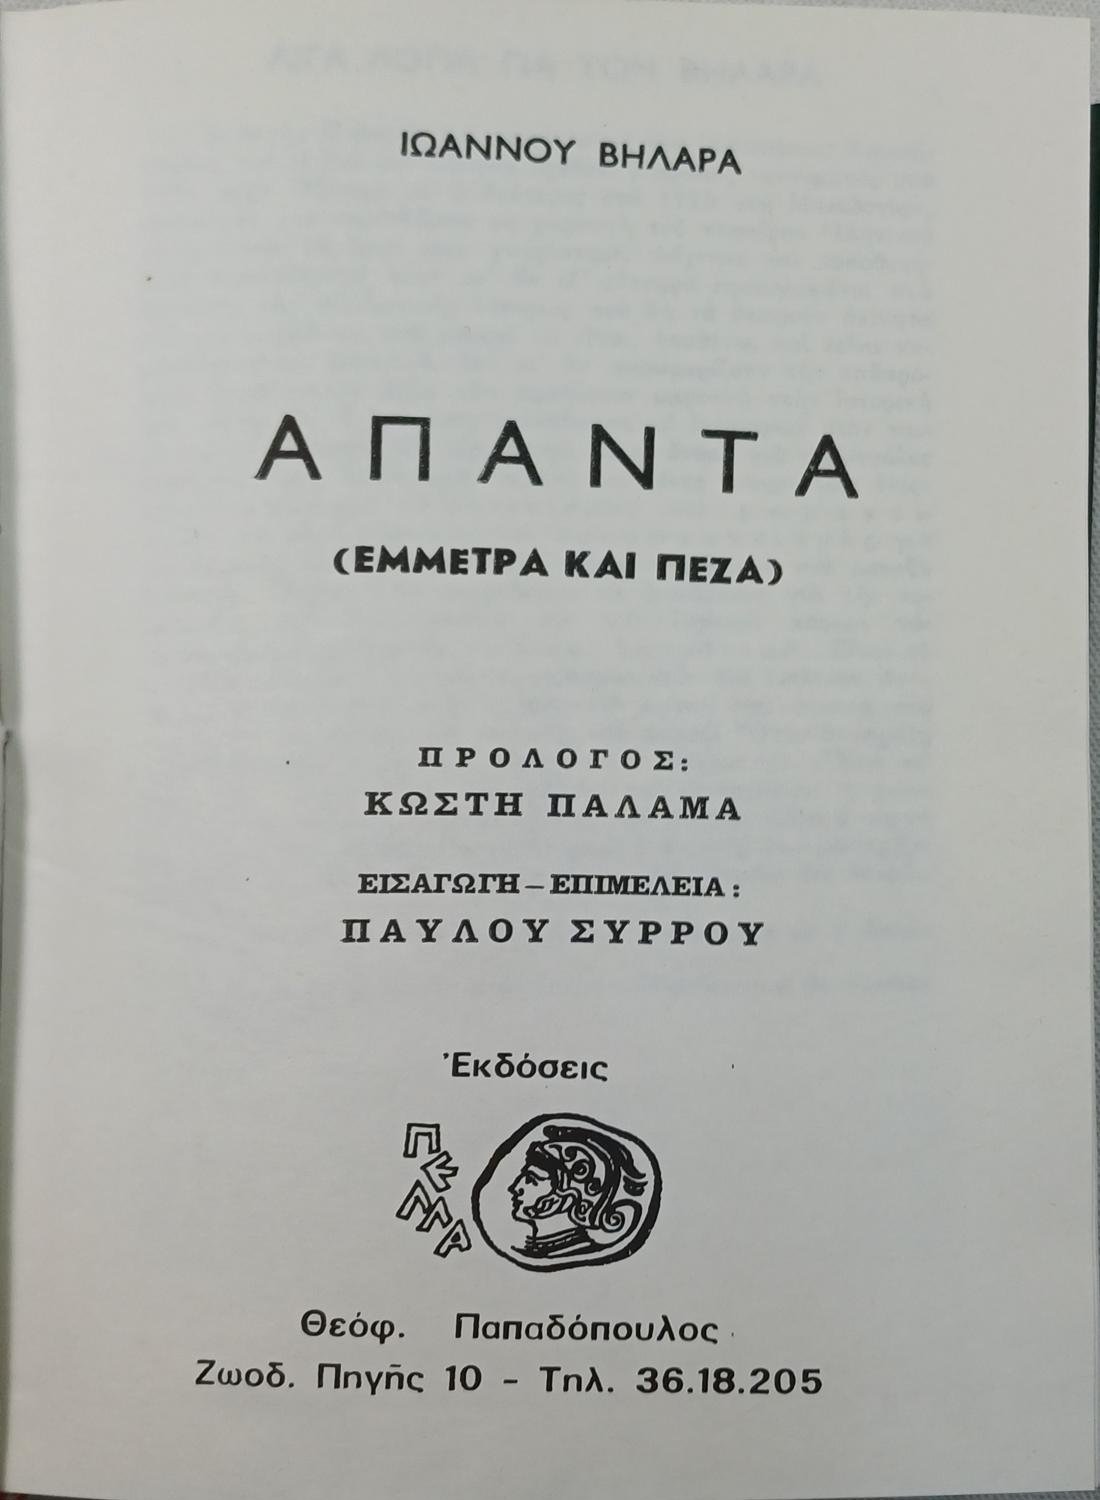 ΙΩΑΝΝΟΥ ΒΗΛΑΡΑ
ΑΠΑΝΤΑ
(ΕΜΜΕΤΡΑ ΚΑΙ ΠΕΖΑ)
ΠΡΟΛΟΓΟΣ:
ΚΩΣΤΗ ΠΑΛΑΜΑ
ΕΙΣΑΓΩΓΗ – ΕΠΙΜΕΛΕΙΑ :
ΠΑΥΛΟΥ ΣΥΡΡΟΥ
Ἐκδόσεις
ΠΕΛΛΑ
Θεόφ. Παπαδόπουλος
Ζωοδ. Πηγῆς 10 - Τηλ. 36.18.205